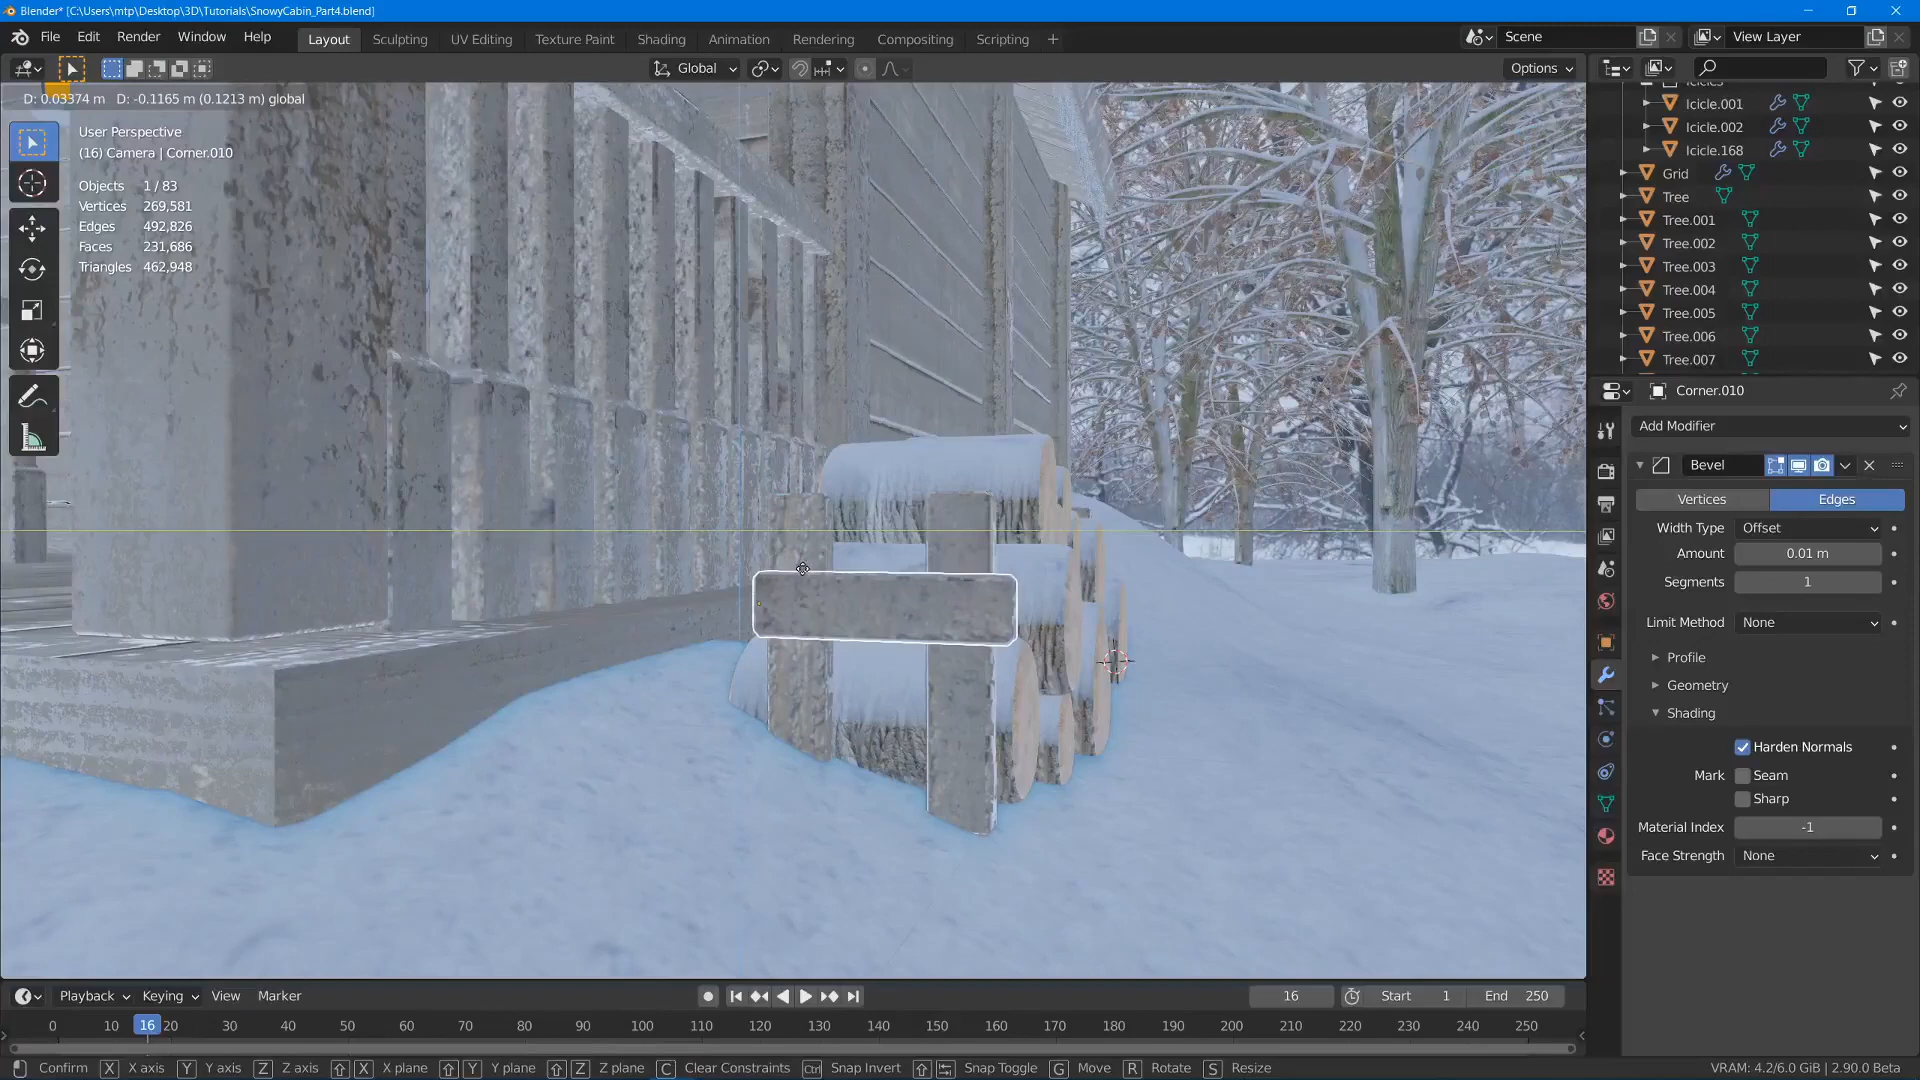 Blender* [C:\Users\mtp\Desktop\3D\Tutorials\SnowyCabin_Part4.blend]
File Edit Render Window Help Layout Sculpting UV Editing Texture Paint Shading Animation Rendering Compositing Scripting + Scene View Layer
Global Options
D: 0.03374 m D: -0.1165 m (0.1213 m) global
User Perspective
(16) Camera | Corner.010
Objects 1 / 83
Vertices 269,581
Edges 492,826
Faces 231,686
Triangles 462,948
Icicle.001
Icicle.002
Icicle.168
Grid
Tree
Tree.001
Tree.002
Tree.003
Tree.004
Tree.005
Tree.006
Tree.007
Corner.010
Add Modifier
Bevel
Vertices Edges
Width Type Offset
Amount 0.01 m
Segments 1
Limit Method None
Profile
Geometry
Shading
Harden Normals
Mark Seam
Sharp
Material Index -1
Face Strength None
Playback Keying View Marker 16 Start 1 End 250
0 10 16 20 30 40 50 60 70 80 90 100 110 120 130 140 150 160 170 180 190 200 210 220 230 240 250
Confirm X X axis Y Y axis Z Z axis X X plane Y Y plane Z Z plane C Clear Constraints Ctrl Snap Invert Snap Toggle G Move R Rotate S Resize VRAM: 4.2/6.0 GiB | 2.90.0 Beta